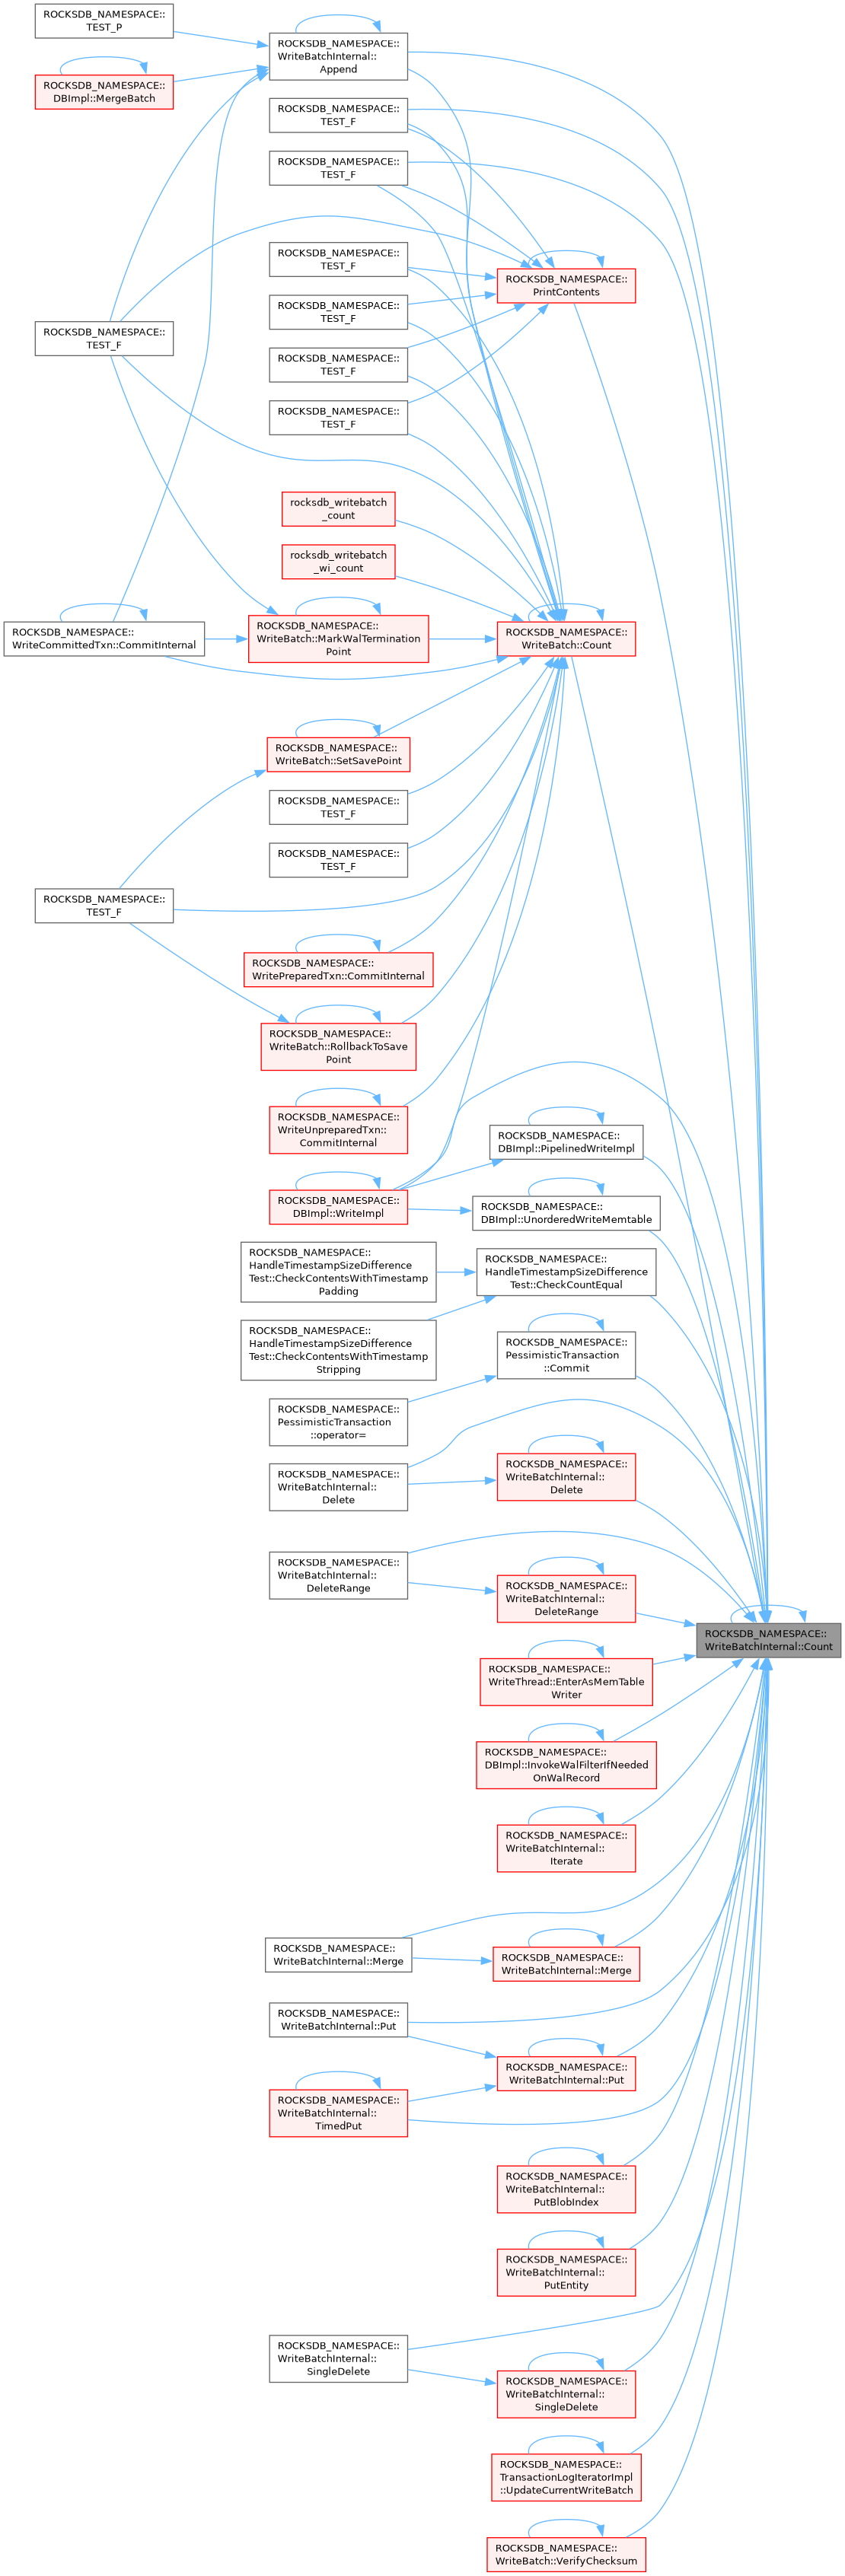 ROCKSDB_NAMESPACE::
TEST_P
ROCKSDB_NAMESPACE::
WriteBatchInternal::
Append
ROCKSDB_NAMESPACE::
DBImpl::MergeBatch
ROCKSDB_NAMESPACE::
TEST_F
ROCKSDB_NAMESPACE::
TEST_F
ROCKSDB_NAMESPACE::
TEST_F
ROCKSDB_NAMESPACE::
PrintContents
ROCKSDB_NAMESPACE::
TEST_F
ROCKSDB_NAMESPACE::
TEST_F
ROCKSDB_NAMESPACE::
TEST_F
ROCKSDB_NAMESPACE::
TEST_F
rocksdb_writebatch
_count
rocksdb_writebatch
_wi_count
ROCKSDB_NAMESPACE::
WriteCommittedTxn::CommitInternal
ROCKSDB_NAMESPACE::
WriteBatch::MarkWalTermination
Point
ROCKSDB_NAMESPACE::
WriteBatch::Count
ROCKSDB_NAMESPACE::
WriteBatch::SetSavePoint
ROCKSDB_NAMESPACE::
TEST_F
ROCKSDB_NAMESPACE::
TEST_F
ROCKSDB_NAMESPACE::
TEST_F
ROCKSDB_NAMESPACE::
WritePreparedTxn::CommitInternal
ROCKSDB_NAMESPACE::
WriteBatch::RollbackToSave
Point
ROCKSDB_NAMESPACE::
WriteUnpreparedTxn::
CommitInternal
ROCKSDB_NAMESPACE::
DBImpl::PipelinedWriteImpl
ROCKSDB_NAMESPACE::
DBImpl::WriteImpl
ROCKSDB_NAMESPACE::
DBImpl::UnorderedWriteMemtable
ROCKSDB_NAMESPACE::
HandleTimestampSizeDifference
Test::CheckContentsWithTimestamp
Padding
ROCKSDB_NAMESPACE::
HandleTimestampSizeDifference
Test::CheckCountEqual
ROCKSDB_NAMESPACE::
HandleTimestampSizeDifference
Test::CheckContentsWithTimestamp
Stripping
ROCKSDB_NAMESPACE::
PessimisticTransaction
::Commit
ROCKSDB_NAMESPACE::
PessimisticTransaction
::operator=
ROCKSDB_NAMESPACE::
WriteBatchInternal::
Delete
ROCKSDB_NAMESPACE::
WriteBatchInternal::
Delete
ROCKSDB_NAMESPACE::
WriteBatchInternal::
DeleteRange
ROCKSDB_NAMESPACE::
WriteBatchInternal::
DeleteRange
ROCKSDB_NAMESPACE::
WriteBatchInternal::Count
ROCKSDB_NAMESPACE::
WriteThread::EnterAsMemTable
Writer
ROCKSDB_NAMESPACE::
DBImpl::InvokeWalFilterIfNeeded
OnWalRecord
ROCKSDB_NAMESPACE::
WriteBatchInternal::
Iterate
ROCKSDB_NAMESPACE::
WriteBatchInternal::Merge
ROCKSDB_NAMESPACE::
WriteBatchInternal::Merge
ROCKSDB_NAMESPACE::
WriteBatchInternal::Put
ROCKSDB_NAMESPACE::
WriteBatchInternal::Put
ROCKSDB_NAMESPACE::
WriteBatchInternal::
TimedPut
ROCKSDB_NAMESPACE::
WriteBatchInternal::
PutBlobIndex
ROCKSDB_NAMESPACE::
WriteBatchInternal::
PutEntity
ROCKSDB_NAMESPACE::
WriteBatchInternal::
SingleDelete
ROCKSDB_NAMESPACE::
WriteBatchInternal::
SingleDelete
ROCKSDB_NAMESPACE::
TransactionLogIteratorImpl
::UpdateCurrentWriteBatch
ROCKSDB_NAMESPACE::
WriteBatch::VerifyChecksum